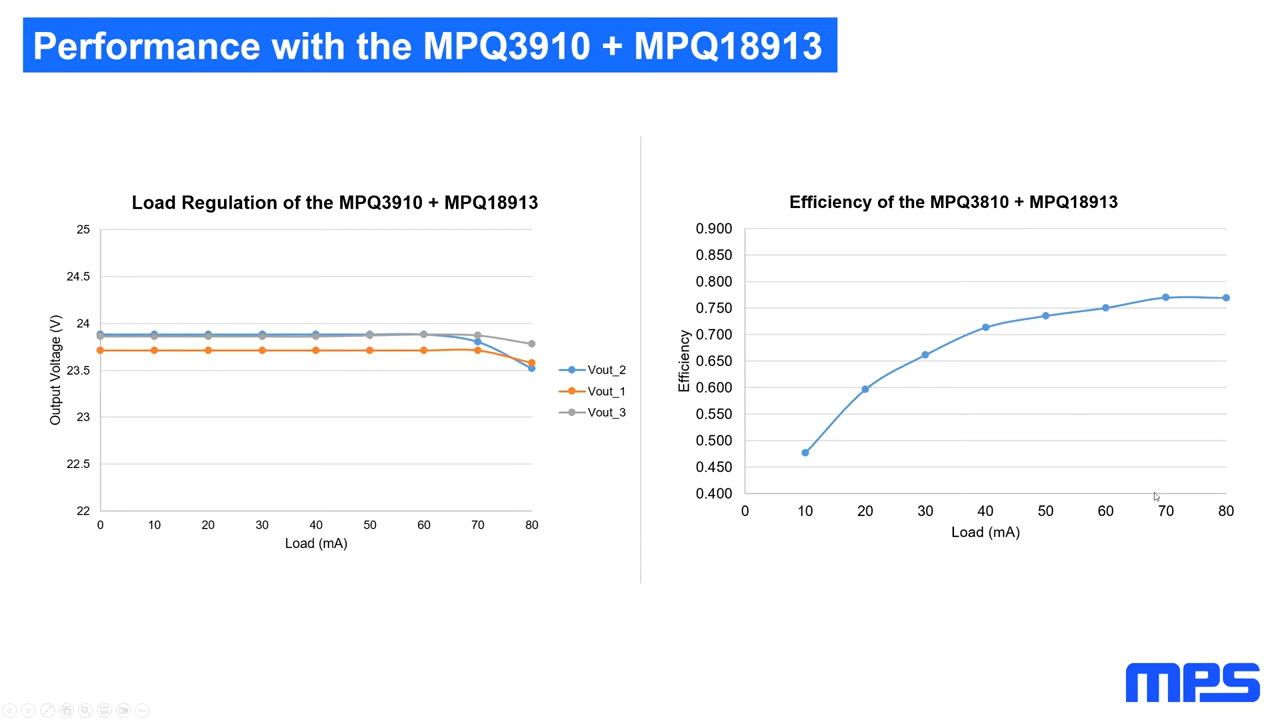 Performance with the MPQ3910 + MPQ18913
Load Regulation of the MPQ3910 + MPQ18913
25
24.5
24
23.5
23
22.5
22
Output Voltage (V)
0 10 20 30 40 50 60 70 80
Load (mA)
Vout_2
Vout_1
Vout_3
Efficiency of the MPQ3810 + MPQ18913
0.900
0.850
0.800
0.750
0.700
0.650
0.600
0.550
0.500
0.450
0.400
Efficiency
0 10 20 30 40 50 60 70 80
Load (mA)
mPS